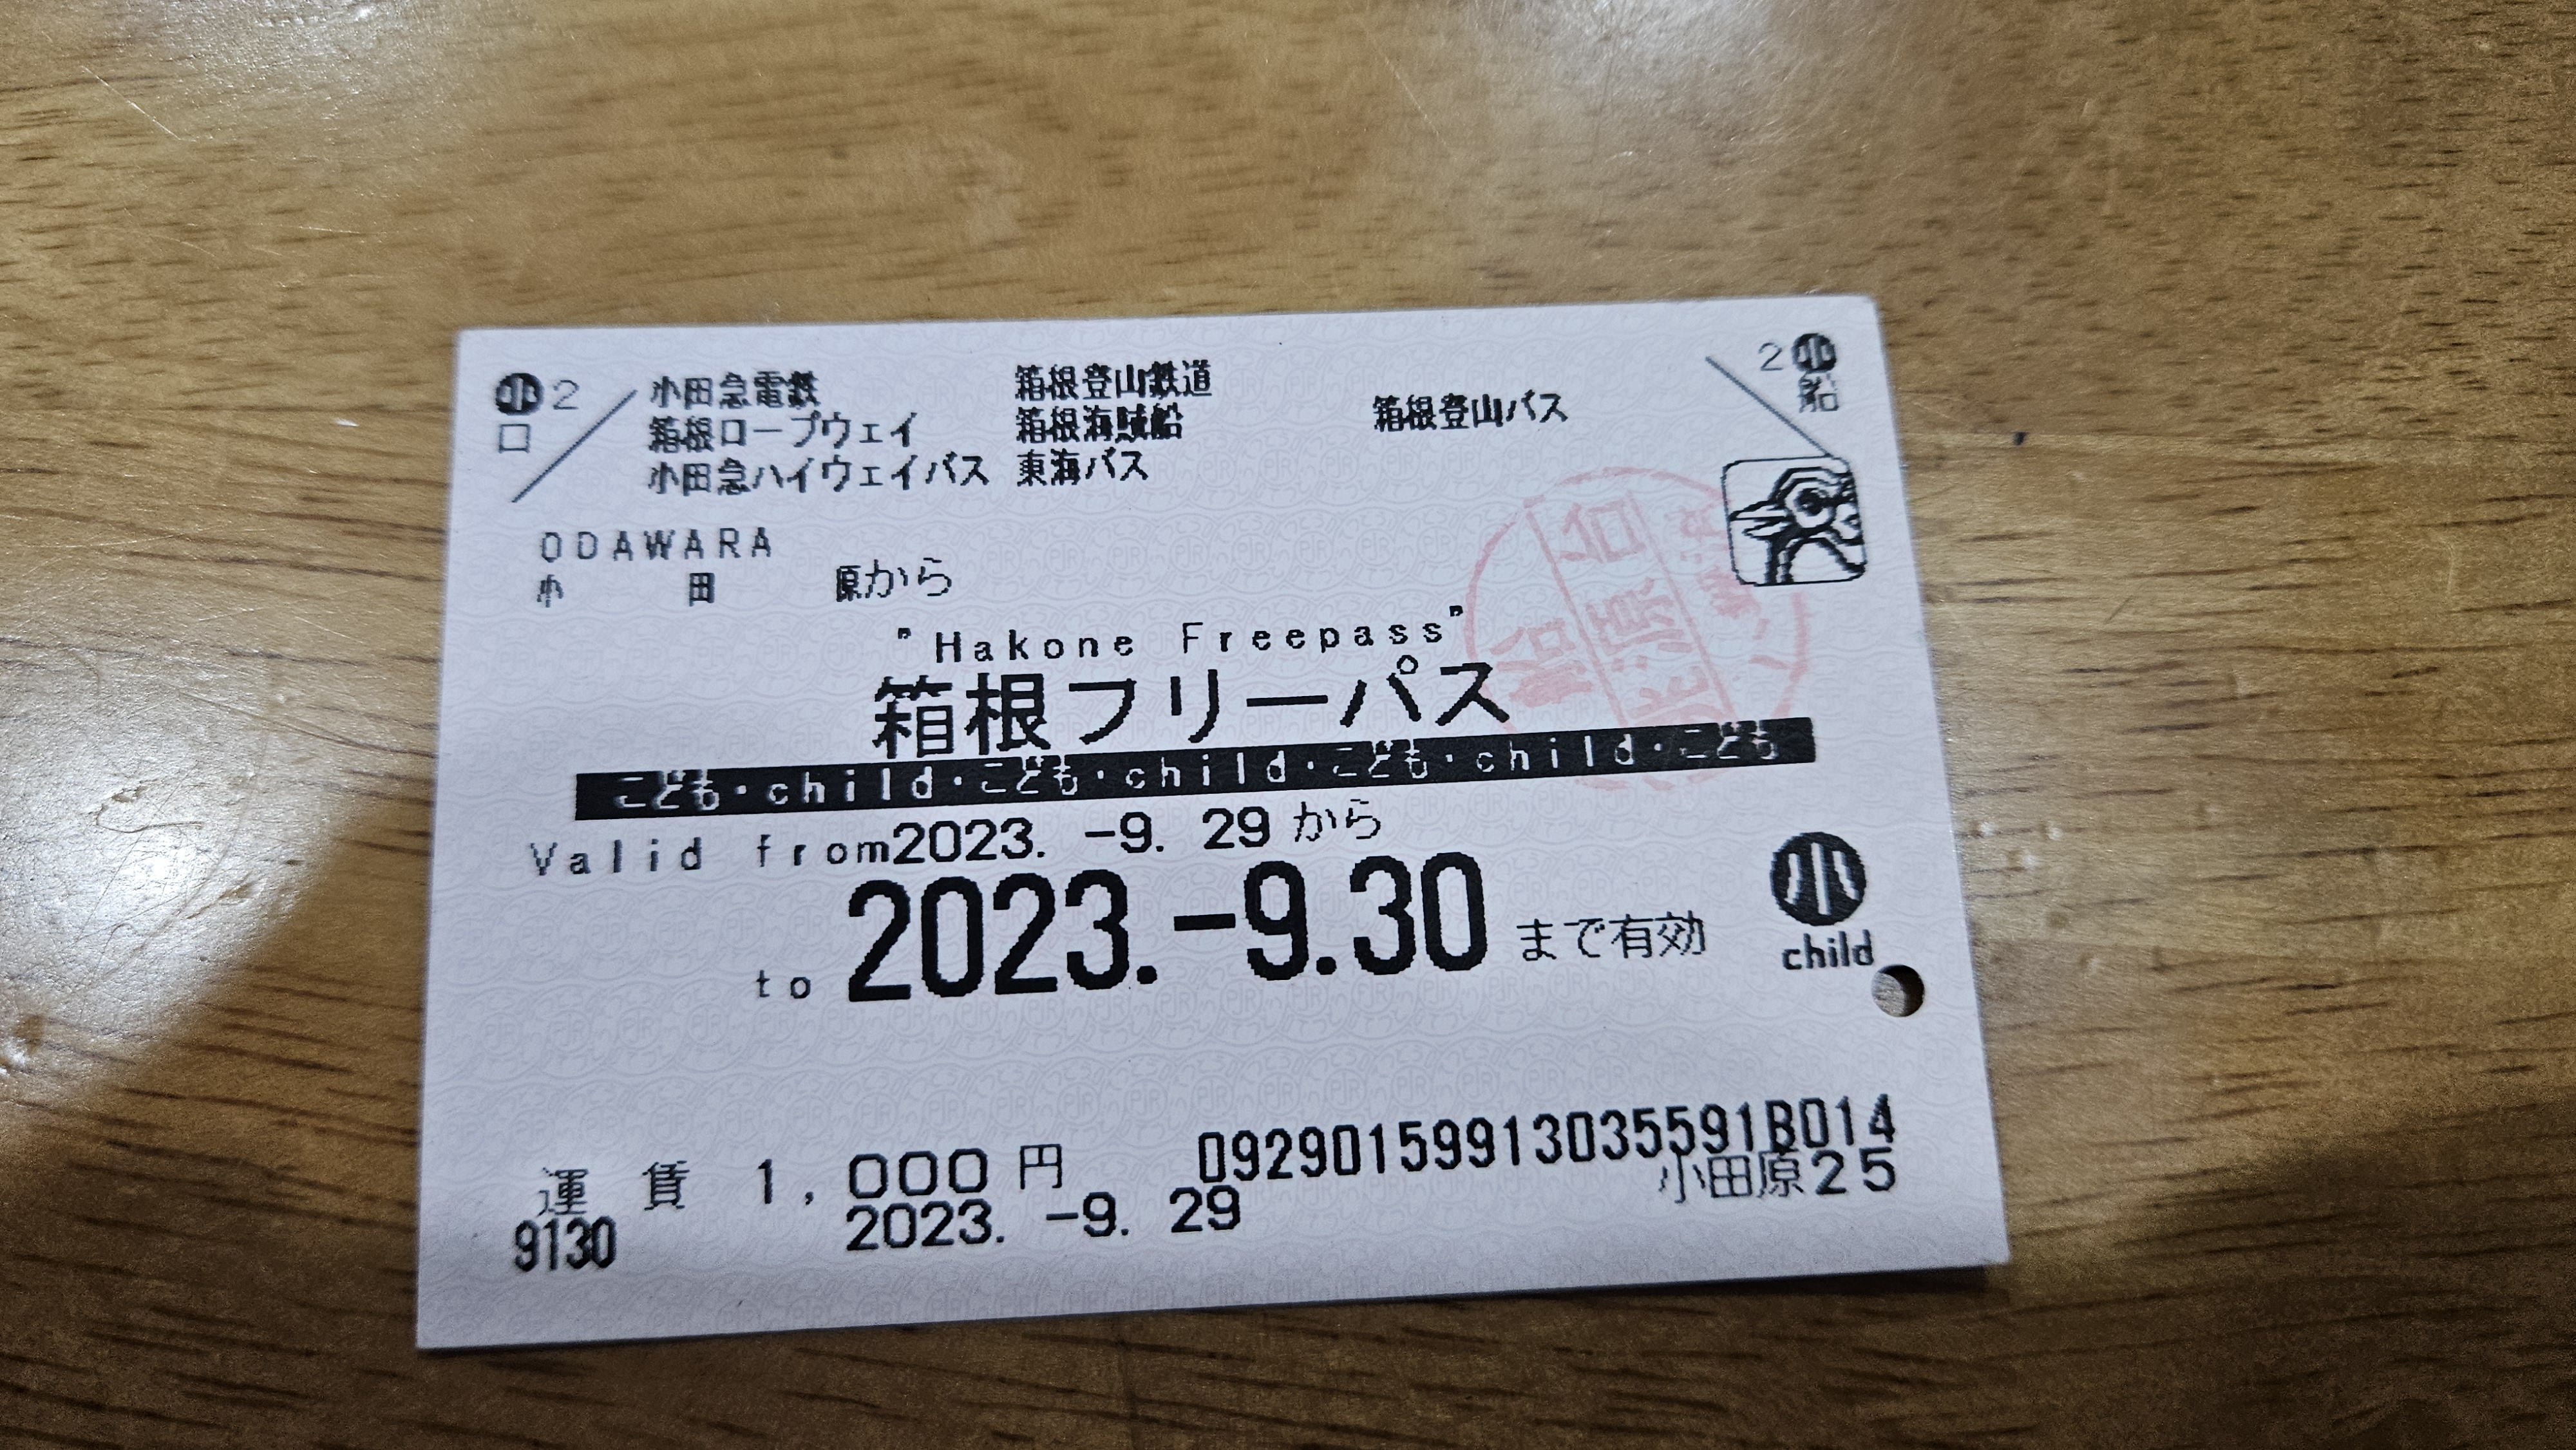 小2
口
小田急電鉄 箱根登山鉄道
箱根ロープウェイ 箱根海賊船 箱根登山バス
小田急ハイウェイバス 東海バス
2小
船
ODAWARA
小 田 原から
"Hakone Freepass"
箱根フリーパス
こども・child・こども・child・こども・child・こども
Valid from2023. -9. 29 から
to 2023.-9.30 まで有効
小
child
運 賃 1,000円
09290159913035591B014
小田原25
9130 2023. -9. 29